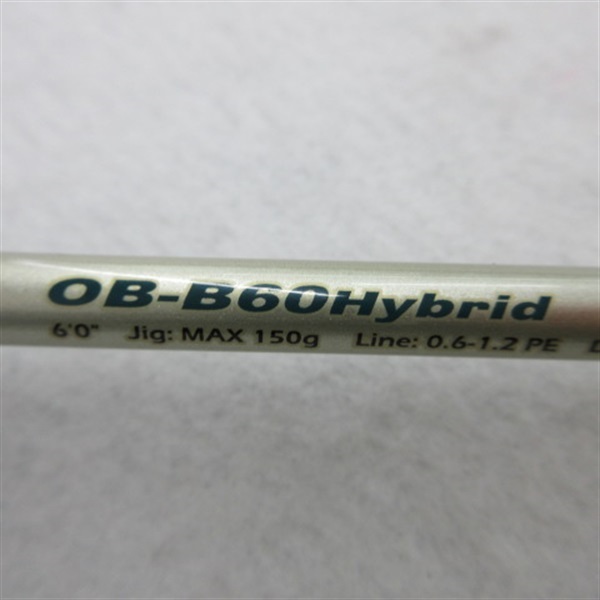 OB-B60Hybrid
6'0" Jig: MAX 150g Line: 0.6-1.2 PE